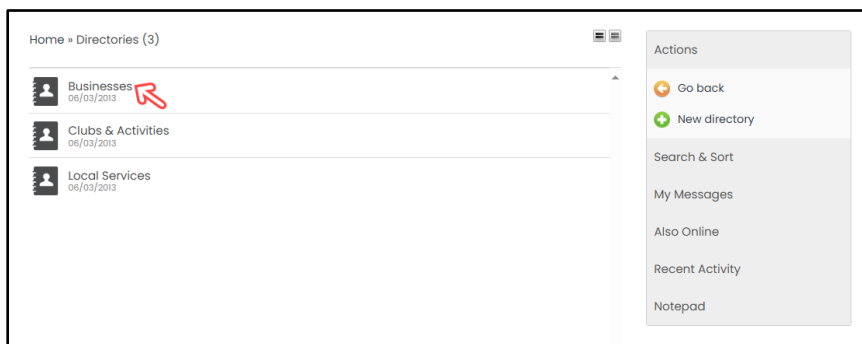 Home » Directories (3)
Businesses
06/03/2013
Clubs & Activities
06/03/2013
Local Services
06/03/2013
Actions
Go back
New directory
Search & Sort
My Messages
Also Online
Recent Activity
Notepad